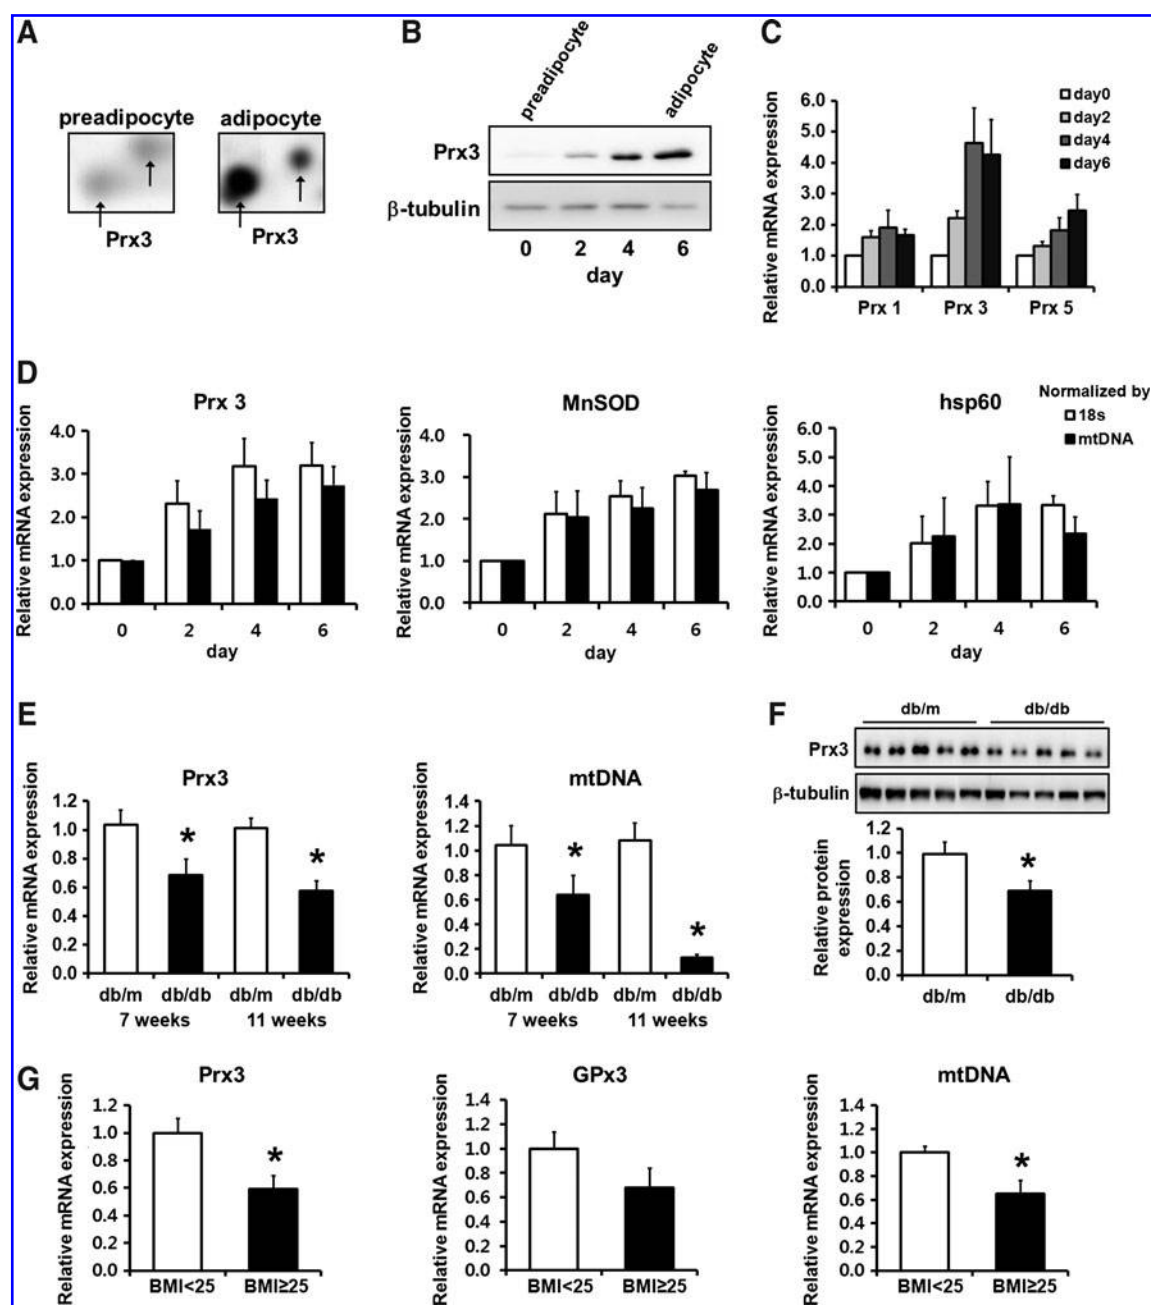 A
preadipocyte
adipocyte
Prx3
Prx3
B
preadipocyte
adipocyte
Prx3
β-tubulin
0 2 4 6
day
C
Relative mRNA expression
6.0
5.0
4.0
3.0
2.0
1.0
0.0
day0
day2
day4
day6
Prx 1 Prx 3 Prx 5
D
Prx 3
Relative mRNA expression
4.0
3.0
2.0
1.0
0.0
0 2 4 6
day
MnSOD
Relative mRNA expression
4.0
3.0
2.0
1.0
0.0
0 2 4 6
day
hsp60
Normalized by
18s
mtDNA
Relative mRNA expression
6.0
5.0
4.0
3.0
2.0
1.0
0.0
0 2 4 6
day
E
Prx3
Relative mRNA expression
1.2
1.0
0.8
0.6
0.4
0.2
0.0
* *
db/m db/db db/m db/db
7 weeks 11 weeks
mtDNA
Relative mRNA expression
1.4
1.2
1.0
0.8
0.6
0.4
0.2
0.0
* *
db/m db/db db/m db/db
7 weeks 11 weeks
F
db/m db/db
Prx3
β-tubulin
Relative protein
expression
1.2
1.0
0.8
0.6
0.4
0.2
0.0
*
db/m db/db
G
Prx3
Relative mRNA expression
1.2
1.0
0.8
0.6
0.4
0.2
0.0
*
BMI<25 BMI≥25
GPx3
Relative mRNA expression
1.4
1.2
1.0
0.8
0.6
0.4
0.2
0.0
BMI<25 BMI≥25
mtDNA
Relative mRNA expression
1.4
1.2
1.0
0.8
0.6
0.4
0.2
0.0
*
BMI<25 BMI≥25